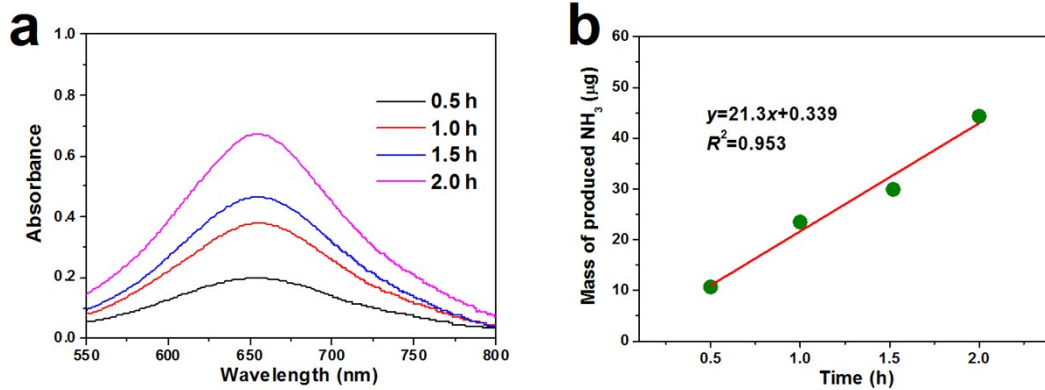 a
Absorbance
1.0
0.8
0.6
0.4
0.2
0.0
550
600
650
700
750
800
Wavelength (nm)
0.5 h
1.0 h
1.5 h
2.0 h
b
Mass of produced NH₃ (μg)
60
50
40
30
20
10
0
0.5
1.0
1.5
2.0
Time (h)
y=21.3x+0.339
R²=0.953